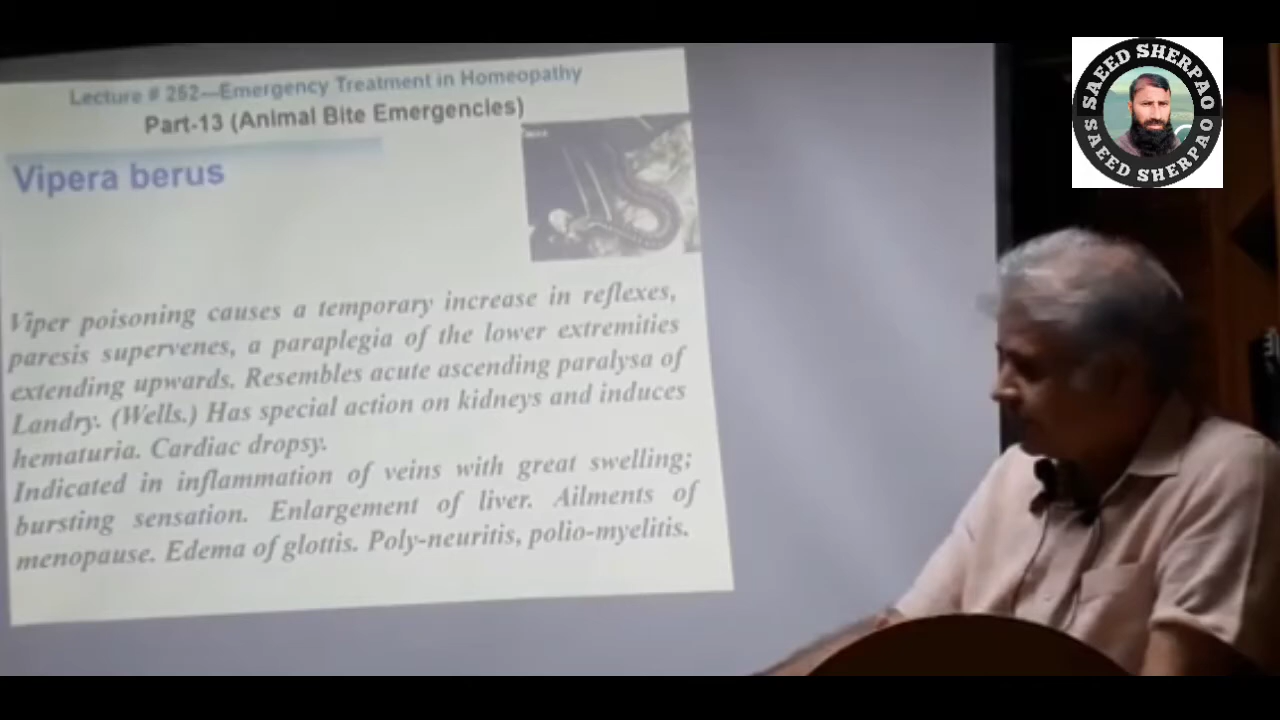 Lecture # 252—Emergency Treatment in Homeopathy
Part-13 (Animal Bite Emergencies)
Vipera berus
Viper poisoning causes a temporary increase in reflexes,
paresis supervenes, a paraplegia of the lower extremities
extending upwards. Resembles acute ascending paralysa of
Landry. (Wells.) Has special action on kidneys and induces
hematuria. Cardiac dropsy.
Indicated in inflammation of veins with great swelling;
bursting sensation. Enlargement of liver. Ailments of
menopause. Edema of glottis. Poly-neuritis, polio-myelitis.
SAEED SHERPAO
SAEED SHERPAO